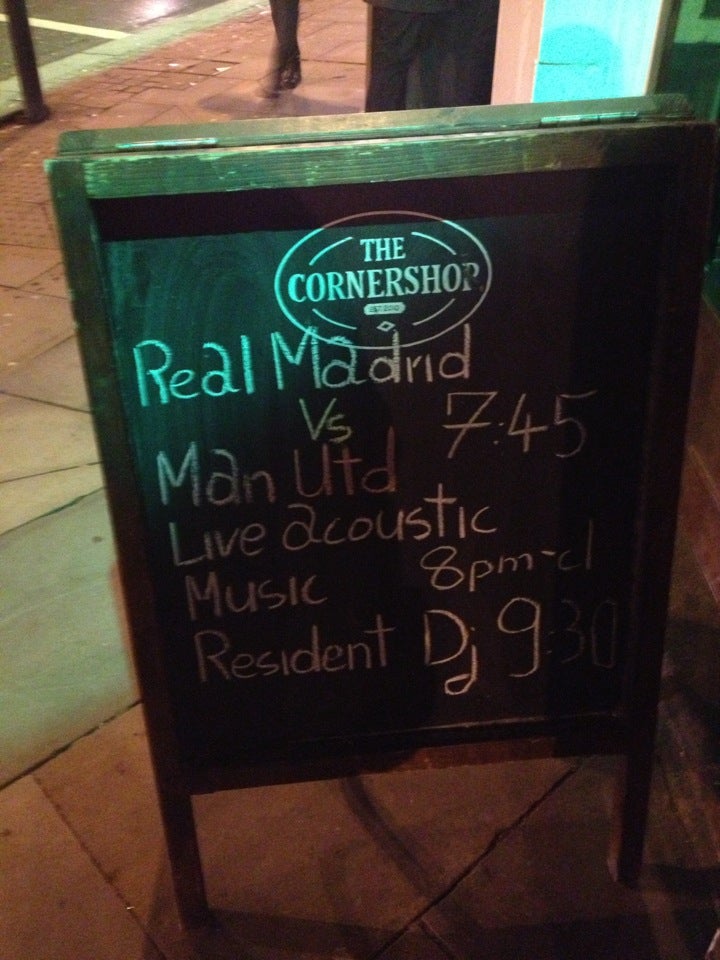 THE
CORNERSHOP
Real Madrid
Vs 7:45
Man Utd
Live acoustic
Music 8pm-cl
Resident Dj 9:30